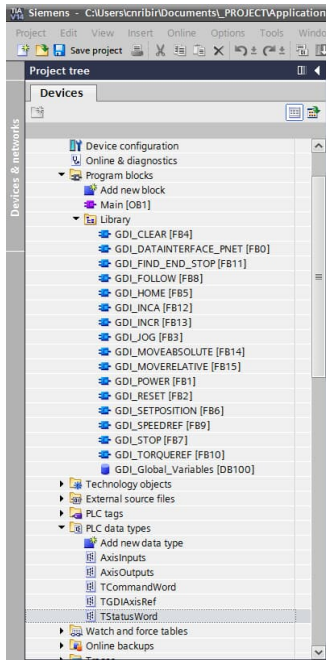 TIA V14 Siemens - C:\Users\cnribir\Documents\_PROJECT\Application
Project Edit View Insert Online Options Tools Windo
Save project
Project tree
Devices
Devices & networks
Device configuration
Online & diagnostics
Program blocks
Add new block
Main [OB1]
Library
GDI_CLEAR [FB4]
GDI_DATAINTERFACE_PNET [FB0]
GDI_FIND_END_STOP [FB11]
GDI_FOLLOW [FB8]
GDI_HOME [FB5]
GDI_INCA [FB12]
GDI_INCR [FB13]
GDI_JOG [FB3]
GDI_MOVEABSOLUTE [FB14]
GDI_MOVERELATIVE [FB15]
GDI_POWER [FB1]
GDI_RESET [FB2]
GDI_SETPOSITION [FB6]
GDI_SPEEDREF [FB9]
GDI_STOP [FB7]
GDI_TORQUEREF [FB10]
GDI_Global_Variables [DB100]
Technology objects
External source files
PLC tags
PLC data types
Add new data type
AxisInputs
AxisOutputs
TCommandWord
TGDIAxisRef
TStatusWord
Watch and force tables
Online backups